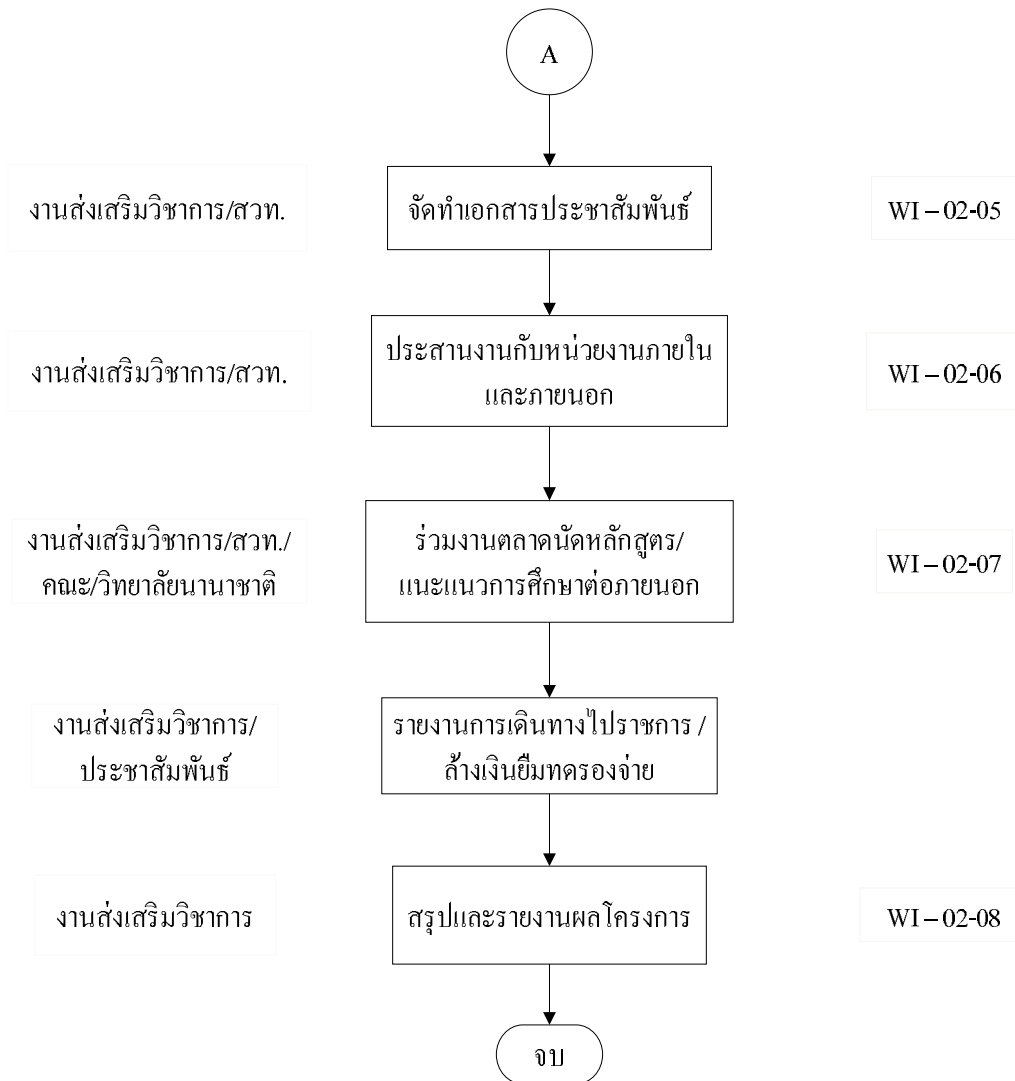 A
งานส่งเสริมวิชาการ/สวท.
จัดทำเอกสารประชาสัมพันธ์
WI – 02-05
งานส่งเสริมวิชาการ/สวท.
ประสานงานกับหน่วยงานภายใน
และภายนอก
WI – 02-06
งานส่งเสริมวิชาการ/สวท./
คณะ/วิทยาลัยนานาชาติ
ร่วมงานตลาดนัดหลักสูตร/
แนะแนวการศึกษาต่อภายนอก
WI – 02-07
งานส่งเสริมวิชาการ/
ประชาสัมพันธ์
รายงานการเดินทางไปราชการ /
ล้างเงินยืมทดรองจ่าย
งานส่งเสริมวิชาการ
สรุปและรายงานผลโครงการ
WI – 02-08
จบ